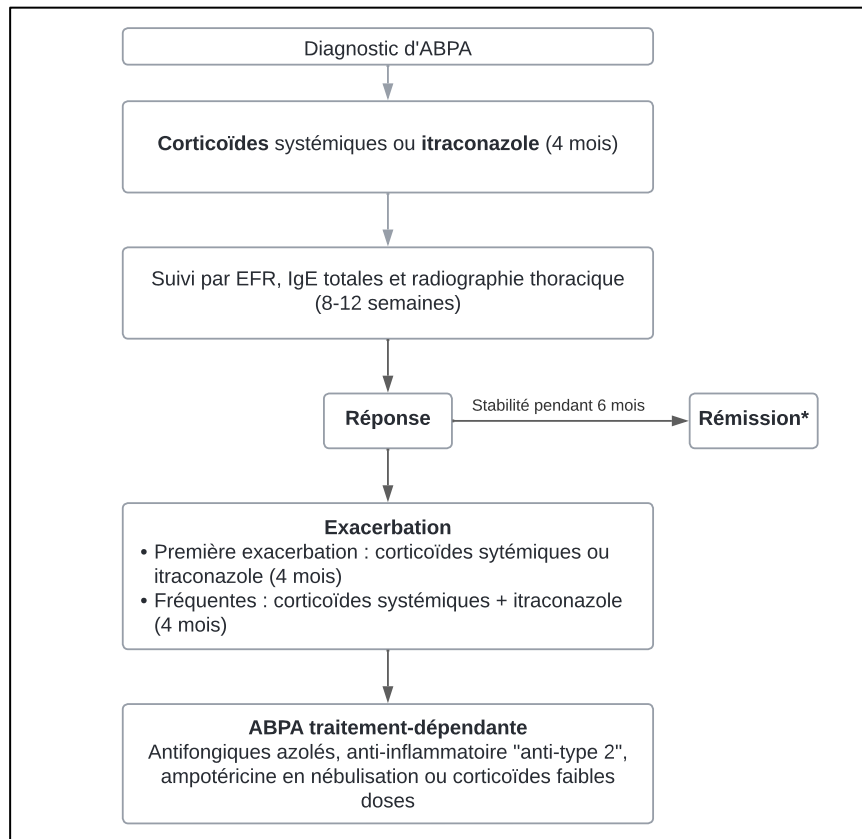 Diagnostic d'ABPA
Corticoïdes systémiques ou itraconazole (4 mois)
Suivi par EFR, IgE totales et radiographie thoracique
(8-12 semaines)
Réponse
Stabilité pendant 6 mois
Rémission*
Exacerbation
• Première exacerbation : corticoïdes sytémiques ou
itraconazole (4 mois)
• Fréquentes : corticoïdes systémiques + itraconazole
(4 mois)
ABPA traitement-dépendante
Antifongiques azolés, anti-inflammatoire "anti-type 2",
ampotéricine en nébulisation ou corticoïdes faibles
doses